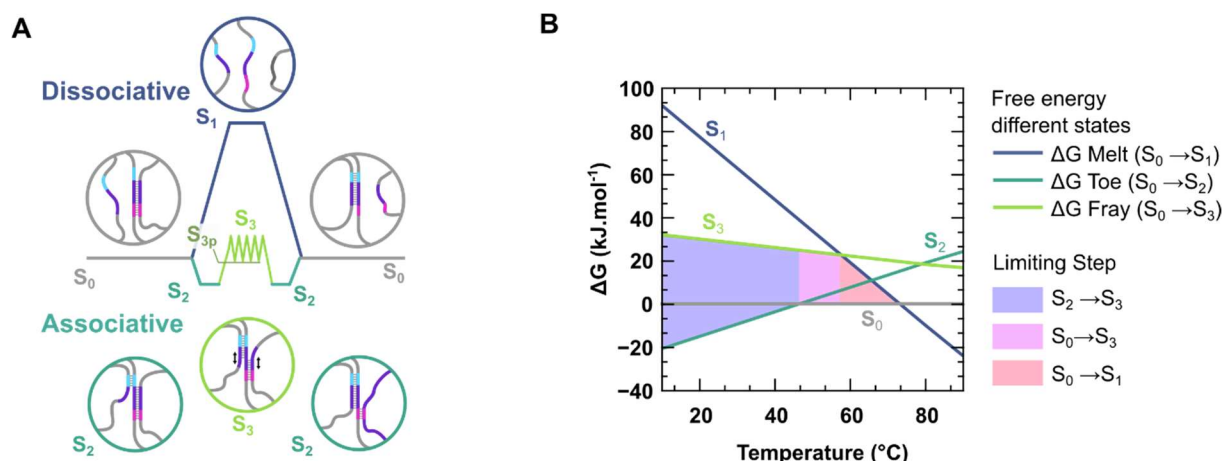 A
Dissociative
S1
S0
S3p
S3
S2
S2
S0
Associative
S2
S3
S2
B
ΔG (kJ.mol-1)
100
80
60
40
20
0
−20
−40
S1
S3
S2
S0
20
40
60
80
Temperature (°C)
Free energy
different states
ΔG Melt (S0 →S1)
ΔG Toe (S0 →S2)
ΔG Fray (S0 →S3)
Limiting Step
S2 →S3
S0→S3
S0→S1